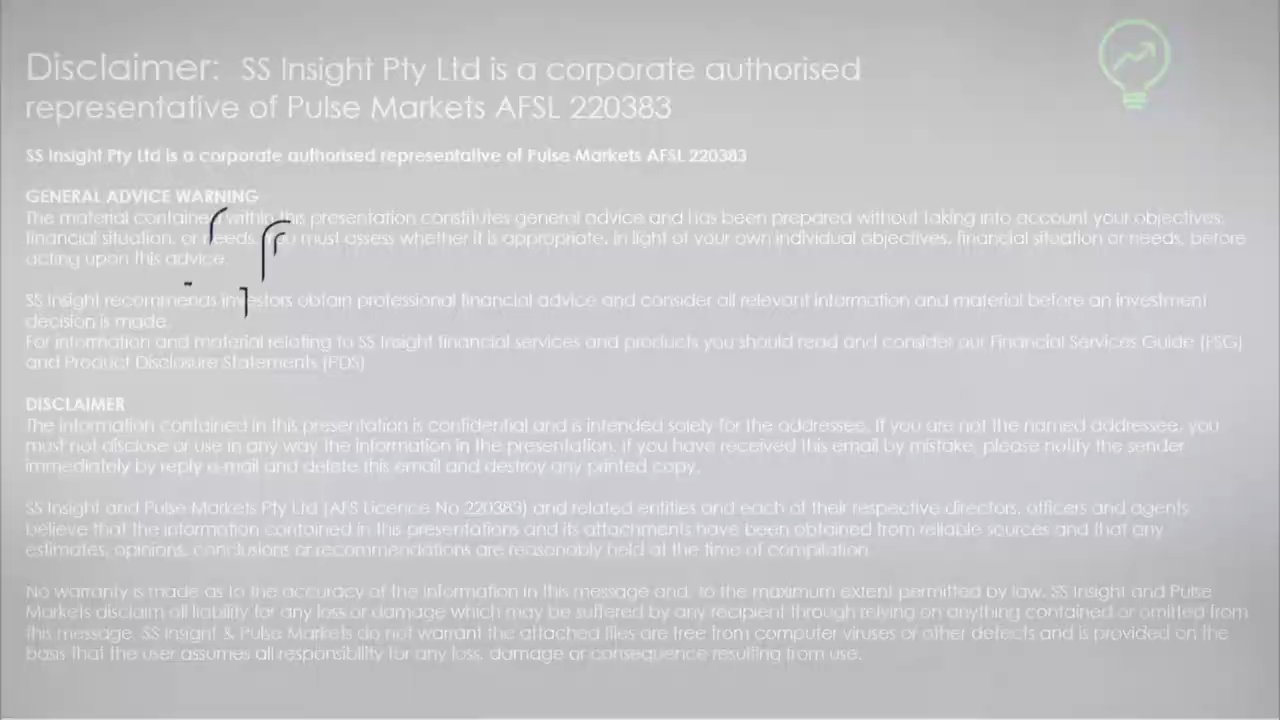 Disclaimer: SS Insight Pty Ltd is a corporate authorised
representative of Pulse Markets AFSL 220383
SS Insight Pty Ltd is a corporate authorised representative of Pulse Markets AFSL 220383
GENERAL ADVICE WARNING
The material contained within this presentation constitutes general advice and has been prepared without taking into account your objectives,
financial situation, or needs. You must assess whether it is appropriate, in light of your own individual objectives, financial situation or needs, before
acting upon this advice.
SS Insight recommends investors obtain professional financial advice and consider all relevant information and material before an investment
decision is made.
For information and material relating to SS Insight financial services and products you should read and consider our Financial Services Guide (FSG)
and Product Disclosure Statements (PDS)
DISCLAIMER
The information contained in this presentation is confidential and is intended solely for the addressee. If you are not the named addressee, you
must not disclose or use in any way the information in the presentation. If you have received this email by mistake, please notify the sender
immediately by reply e-mail and delete this email and destroy any printed copy.
SS Insight and Pulse Markets Pty Ltd (AFS Licence No 220383) and related entities and each of their respective directors, officers and agents
believe that the information contained in this presentations and its attachments have been obtained from reliable sources and that any
estimates, opinions, conclusions or recommendations are reasonably held at the time of compilation.
No warranty is made as to the accuracy of the information in this message and, to the maximum extent permitted by law, SS Insight and Pulse
Markets disclaim all liability for any loss or damage which may be suffered by any recipient through relying on anything contained or omitted from
this message. SS Insight & Pulse Markets do not warrant the attached files are free from computer viruses or other defects and is provided on the
basis that the user assumes all responsibility for any loss, damage or consequence resulting from use.